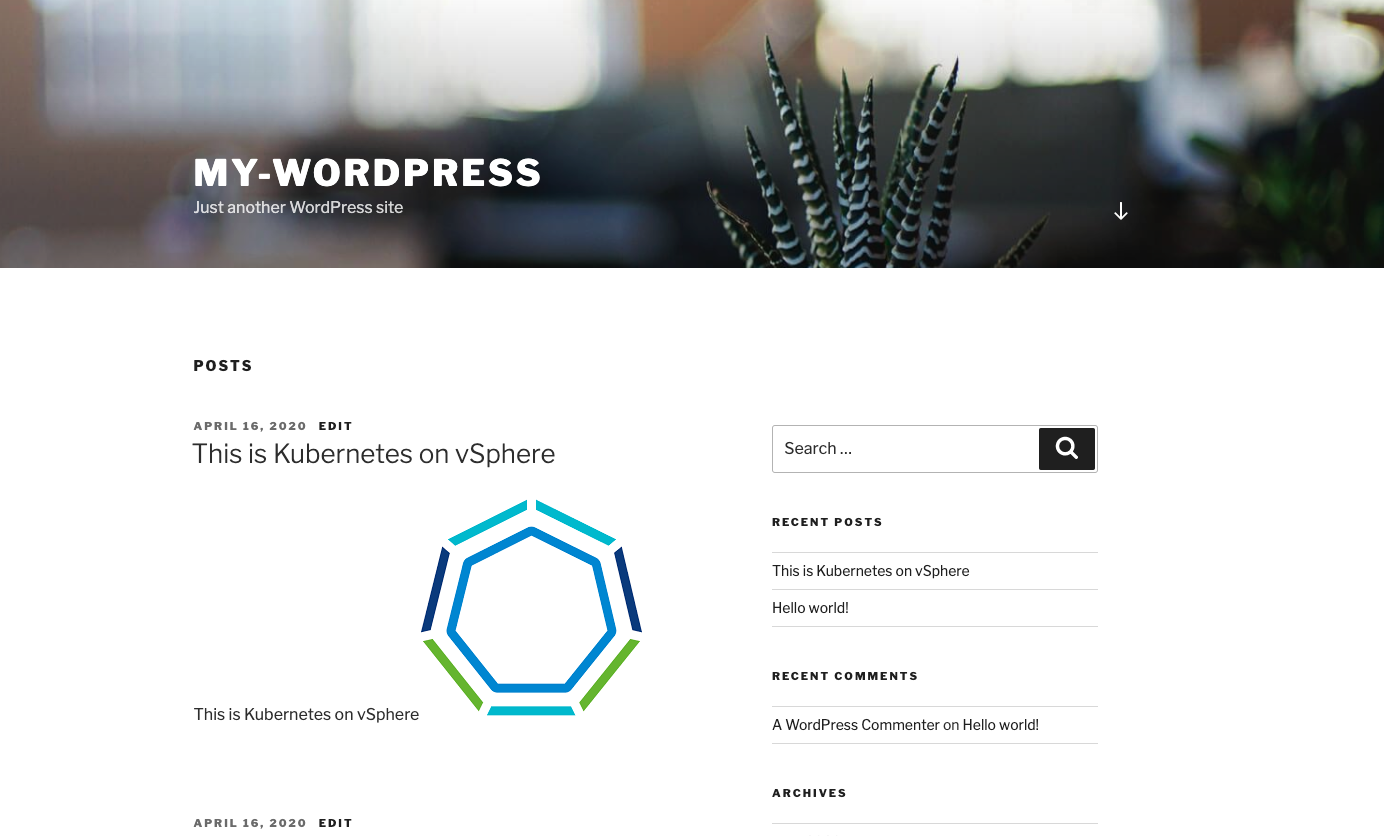 MY-WORDPRESS
Just another WordPress site
POSTS
APRIL 16, 2020 EDIT
This is Kubernetes on vSphere
This is Kubernetes on vSphere
APRIL 16, 2020 EDIT
Search …
RECENT POSTS
This is Kubernetes on vSphere
Hello world!
RECENT COMMENTS
A WordPress Commenter on Hello world!
ARCHIVES